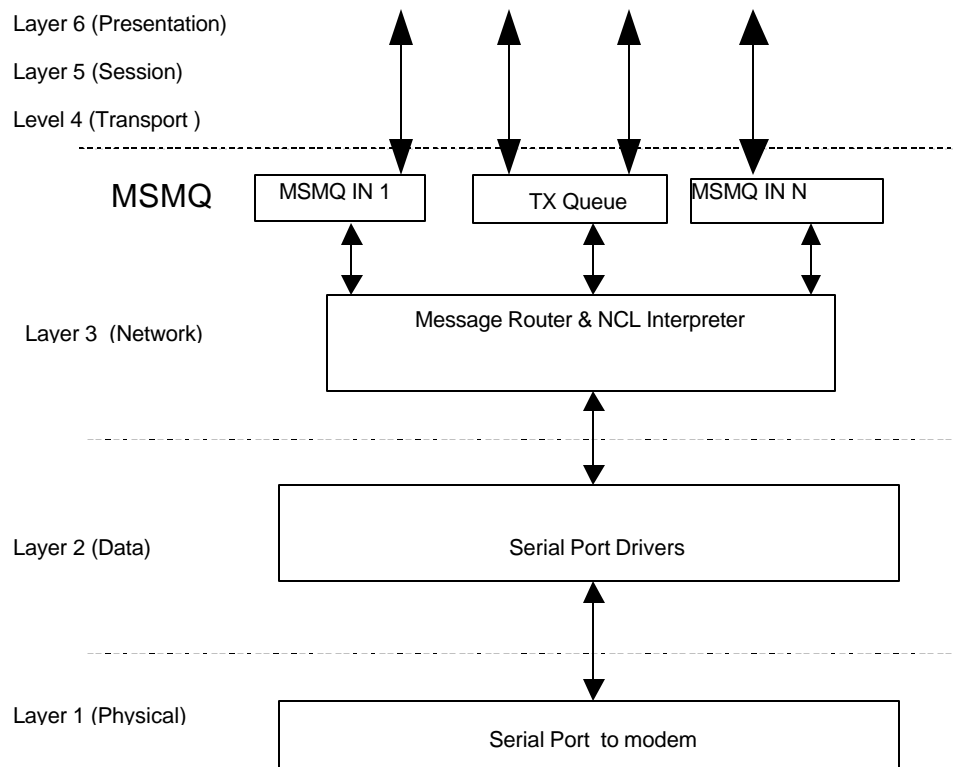 Layer 6 (Presentation)
Layer 5 (Session)
Level 4 (Transport )
MSMQ
MSMQ IN 1
TX Queue
MSMQ IN N
Message Router & NCL Interpreter
Layer 3 (Network)
Layer 2 (Data)
Serial Port Drivers
Layer 1 (Physical)
Serial Port to modem